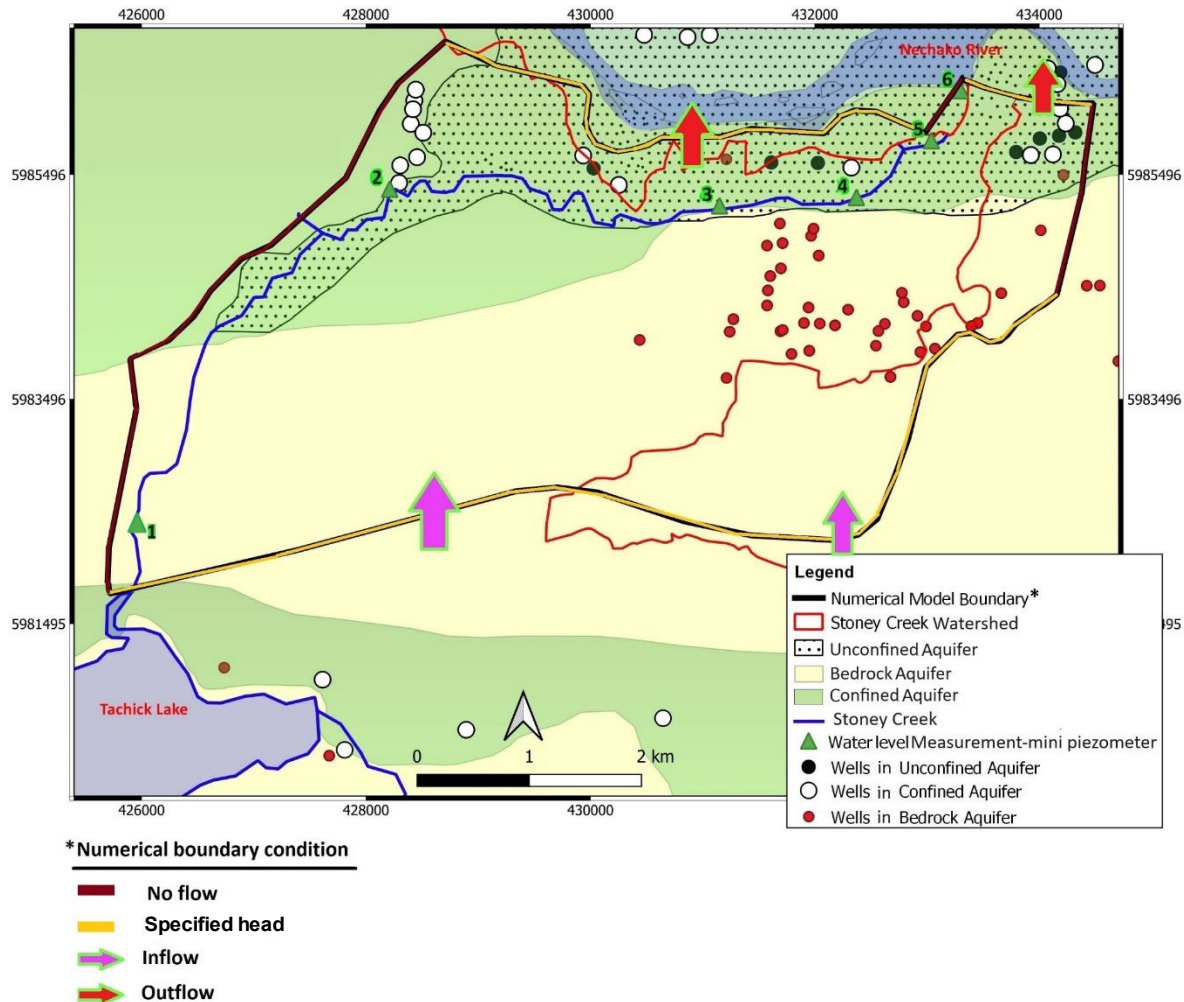 426000
428000
430000
432000
434000
Nechako River
6
5
5985496
5985496
2
3
4
5983496
5983496
1
Legend
Numerical Model Boundary*
Stoney Creek Watershed
Unconfined Aquifer
Bedrock Aquifer
Confined Aquifer
Stoney Creek
Water level Measurement-mini piezometer
Wells in Unconfined Aquifer
Wells in Confined Aquifer
Wells in Bedrock Aquifer
5981495
495
Tachick Lake
0
1
2 km
426000
428000
430000
*Numerical boundary condition
No flow
Specified head
Inflow
Outflow